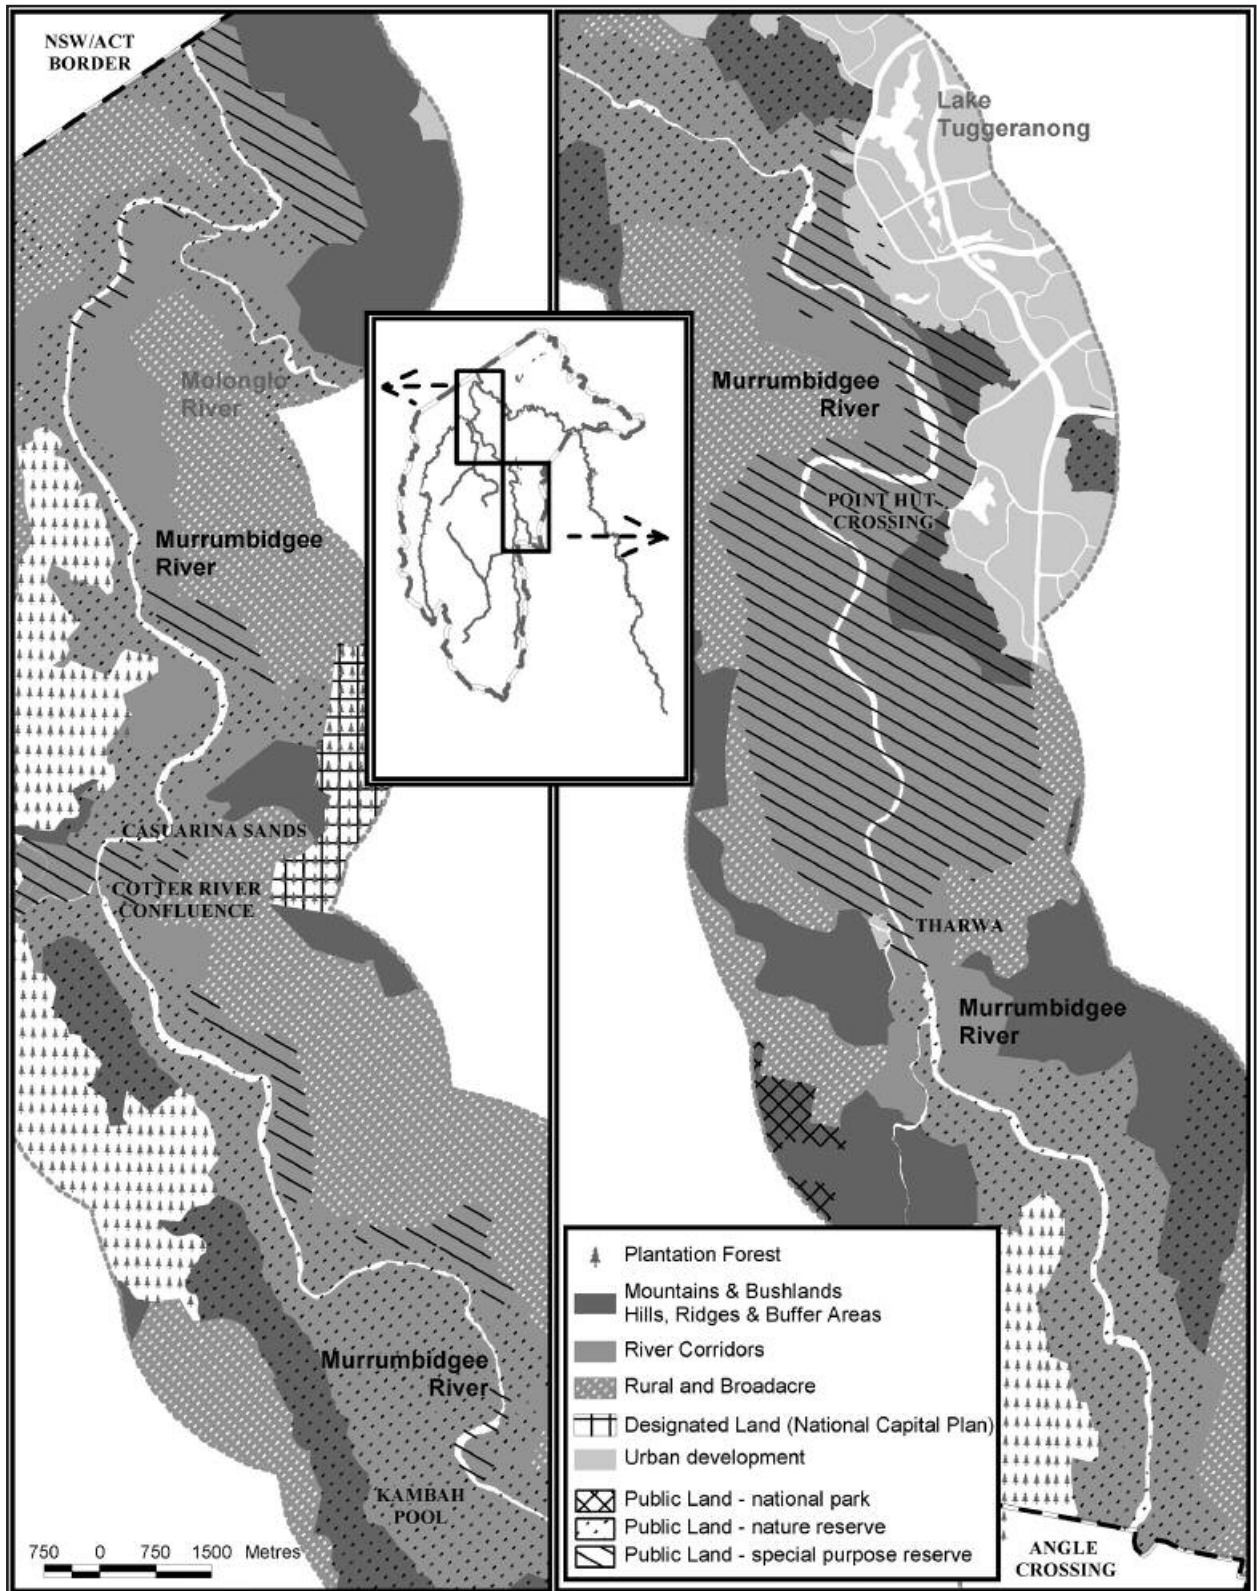 NSW/ACT
BORDER
Molonglo
River
Murrumbidgee
River
CASUARINA SANDS
COTTER RIVER
CONFLUENCE
Murrumbidgee
River
KAMBAH
POOL
750 0 750 1500 Metres
Lake
Tuggeranong
Murrumbidgee
River
POINT HUT
CROSSING
THARWA
Murrumbidgee
River
Plantation Forest
Mountains & Bushlands
Hills, Ridges & Buffer Areas
River Corridors
Rural and Broadacre
Designated Land (National Capital Plan)
Urban development
Public Land - national park
Public Land - nature reserve
Public Land - special purpose reserve
ANGLE
CROSSING